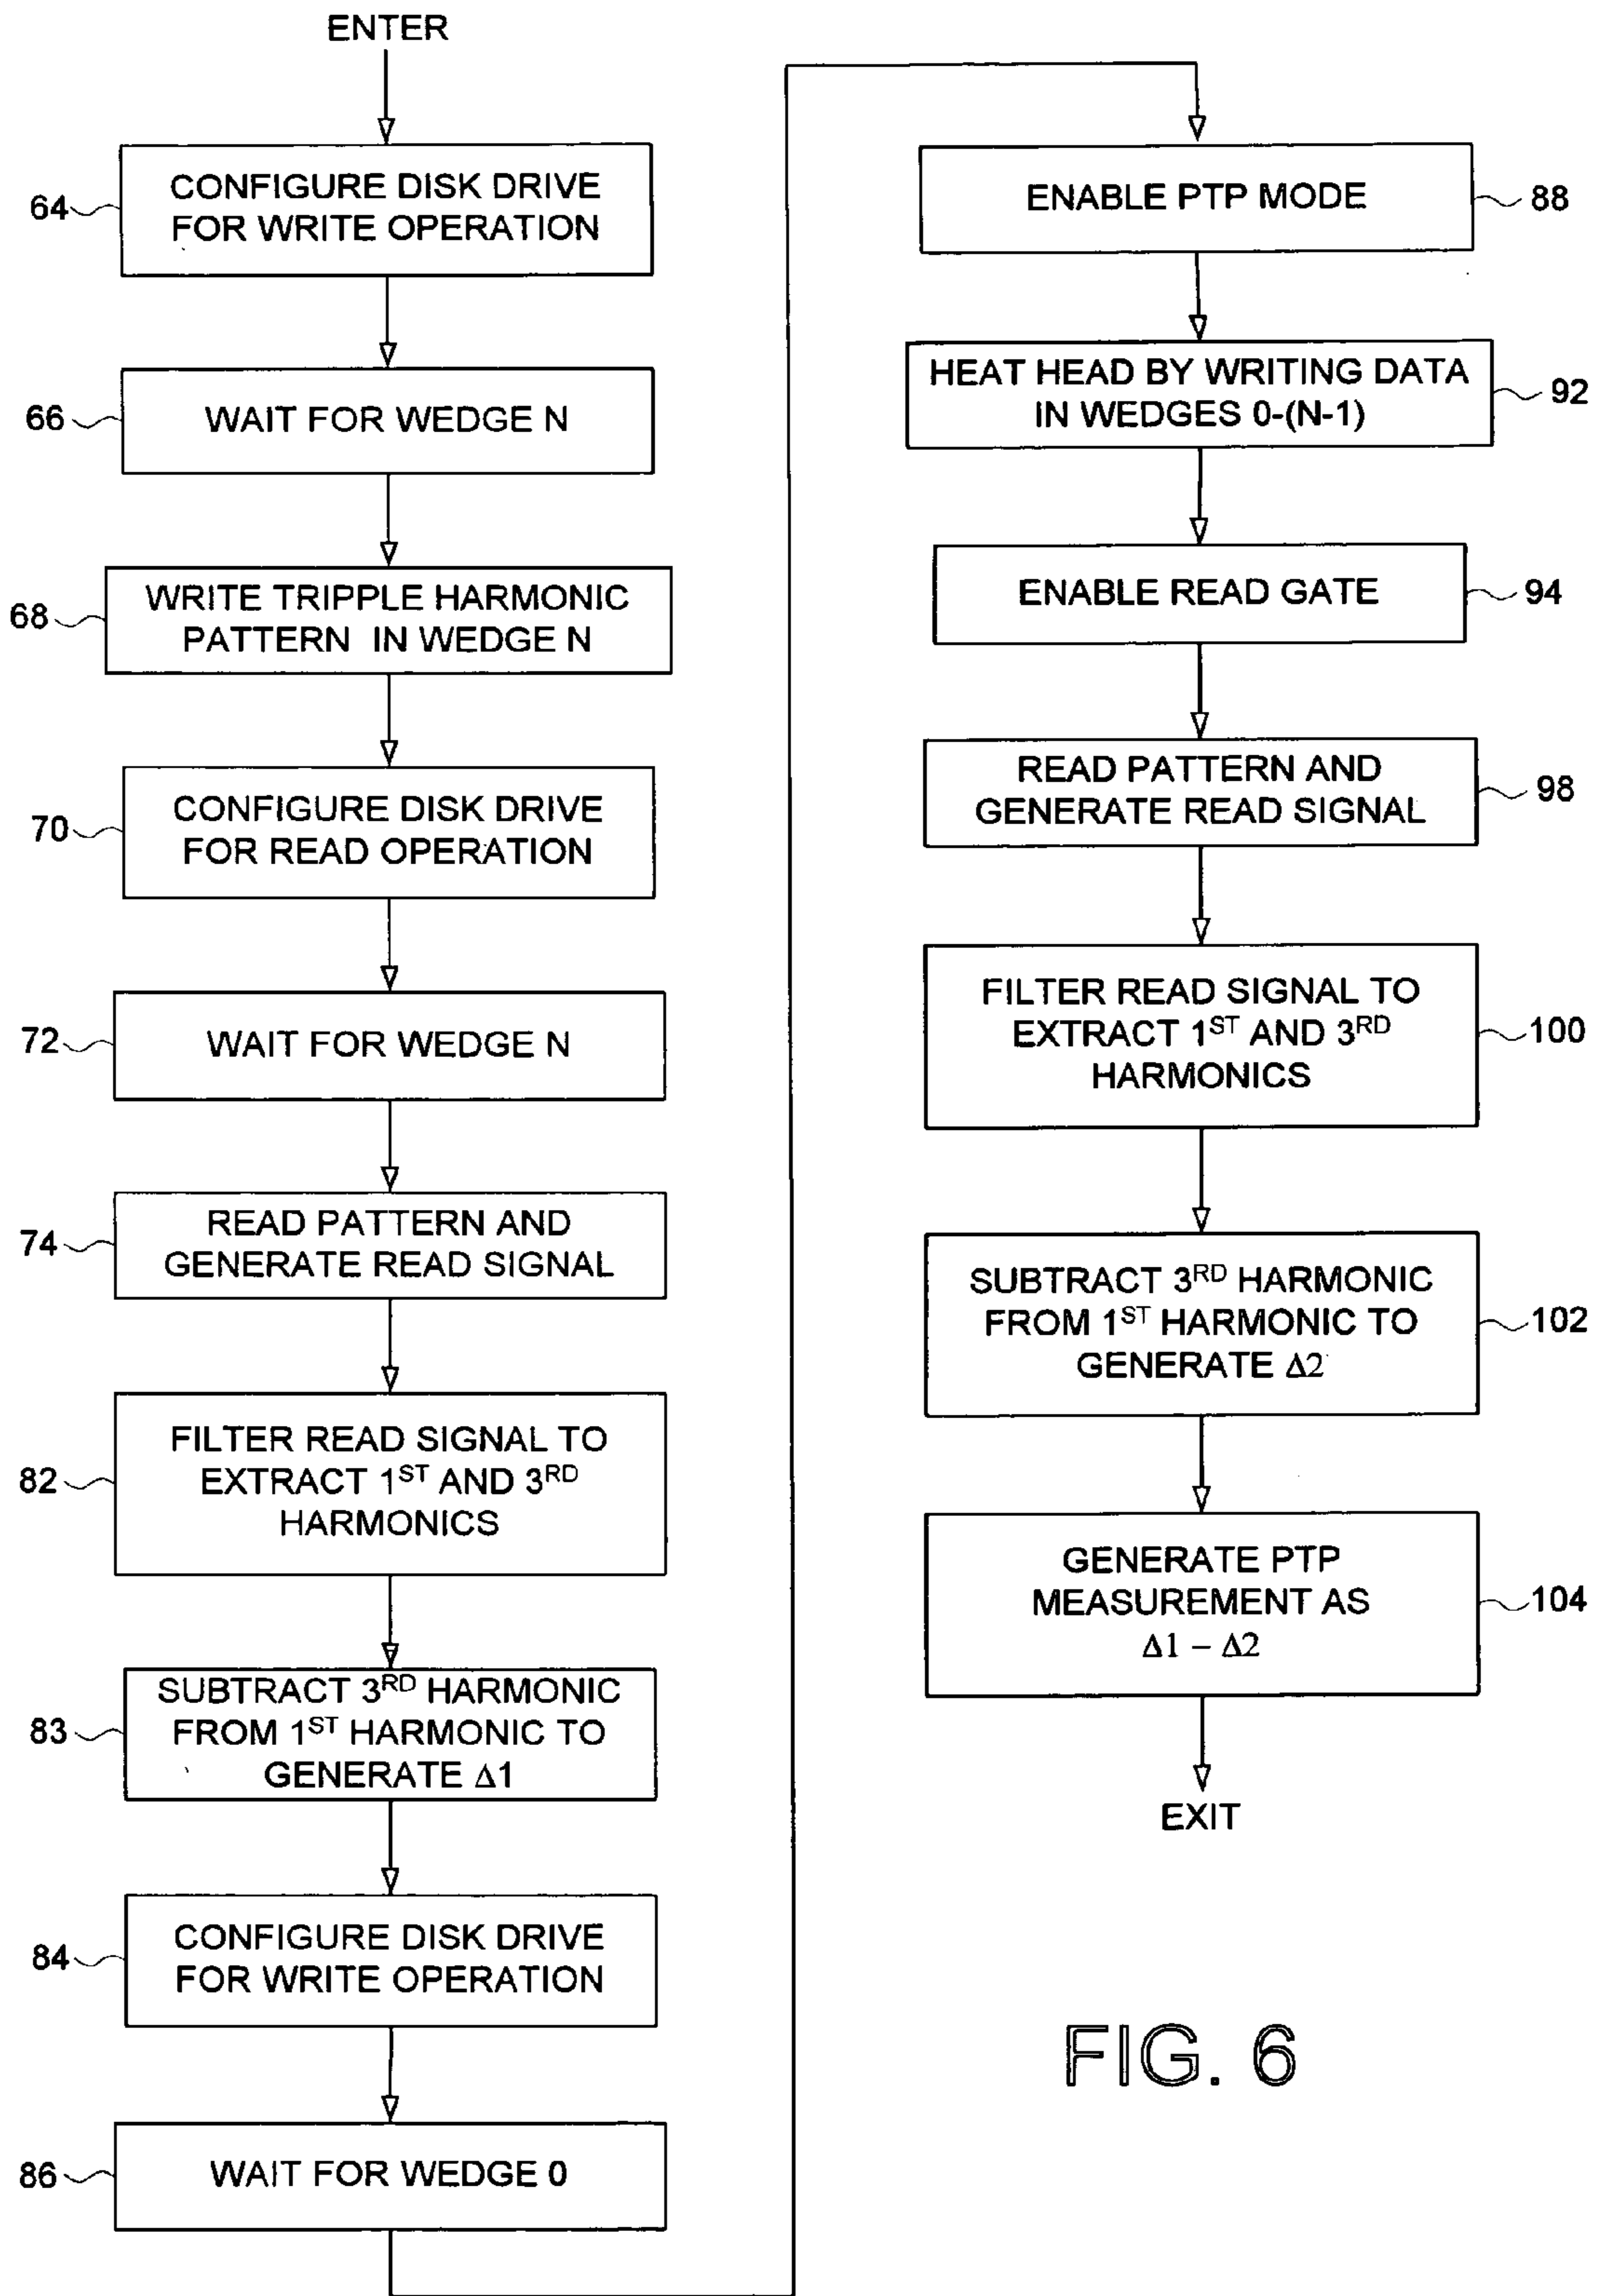 ENTER
64
CONFIGURE DISK DRIVE
FOR WRITE OPERATION
66
WAIT FOR WEDGE N
68
WRITE TRIPPLE HARMONIC
PATTERN IN WEDGE N
70
CONFIGURE DISK DRIVE
FOR READ OPERATION
72
WAIT FOR WEDGE N
74
READ PATTERN AND
GENERATE READ SIGNAL
82
FILTER READ SIGNAL TO
EXTRACT 1ST AND 3RD
HARMONICS
83
SUBTRACT 3RD HARMONIC
FROM 1ST HARMONIC TO
GENERATE Δ1
84
CONFIGURE DISK DRIVE
FOR WRITE OPERATION
86
WAIT FOR WEDGE 0
ENABLE PTP MODE
88
HEAT HEAD BY WRITING DATA
IN WEDGES 0-(N-1)
92
ENABLE READ GATE
94
READ PATTERN AND
GENERATE READ SIGNAL
98
FILTER READ SIGNAL TO
EXTRACT 1ST AND 3RD
HARMONICS
100
SUBTRACT 3RD HARMONIC
FROM 1ST HARMONIC TO
GENERATE Δ2
102
GENERATE PTP
MEASUREMENT AS
Δ1 – Δ2
104
EXIT
FIG. 6